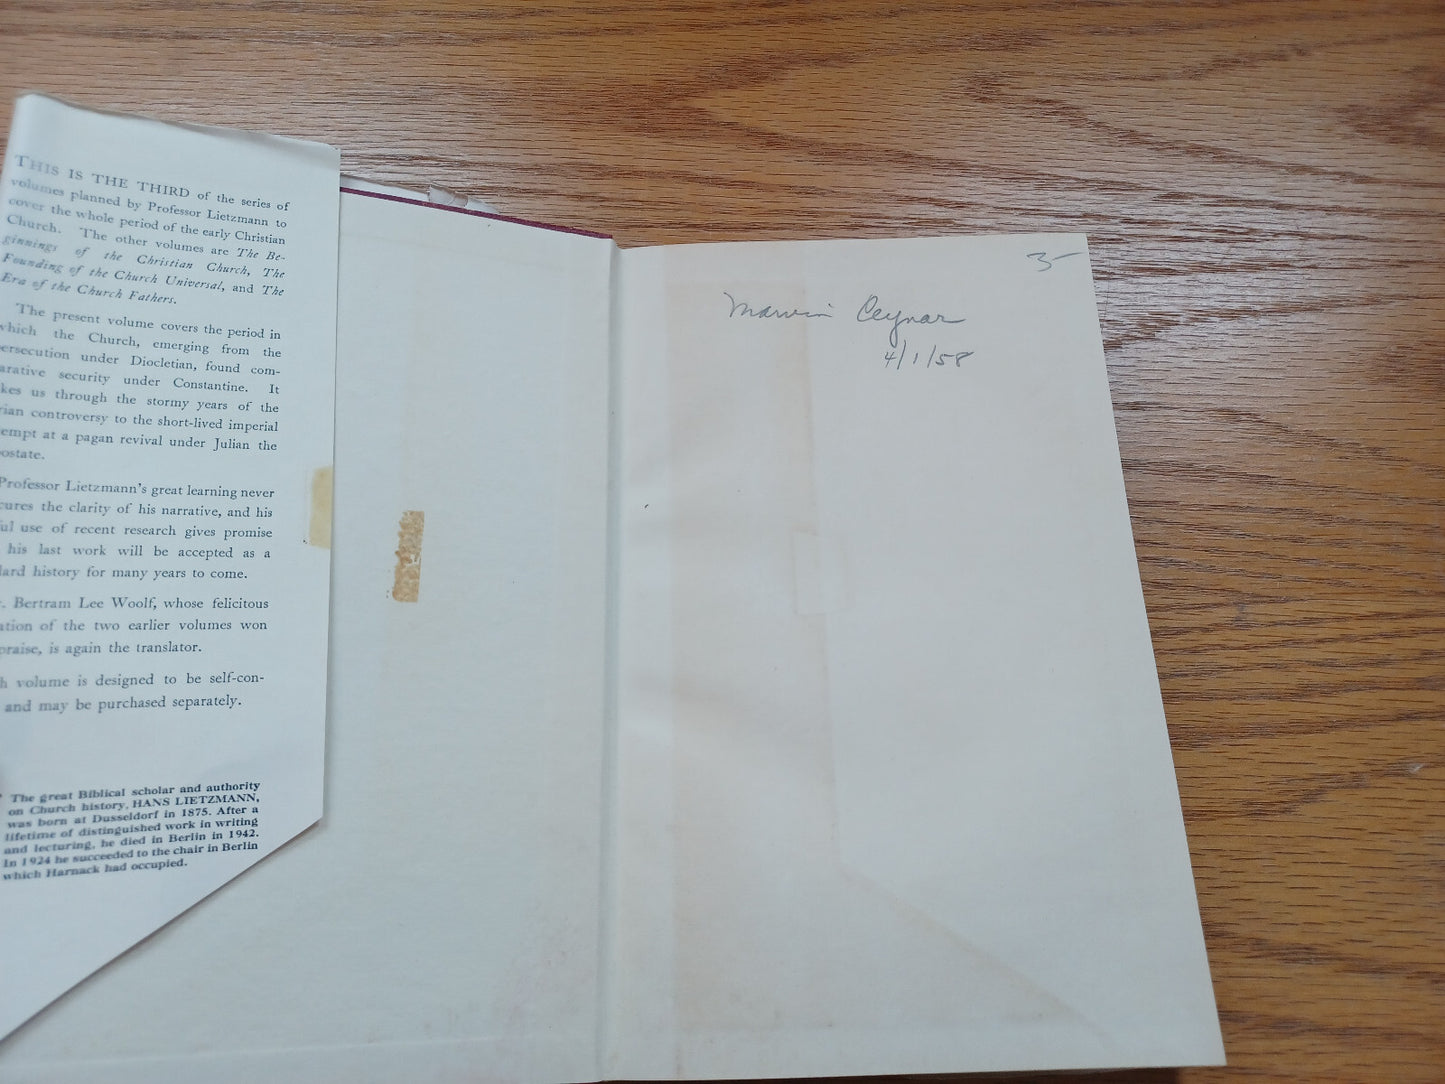 THIS IS THE THIRD of the series of
volumes planned by Professor Lietzmann to
cover the whole period of the early Christian
Church. The other volumes are The Be-
ginnings of the Christian Church, The
Founding of the Church Universal, and The
Era of the Church Fathers.
The present volume covers the period in
which the Church, emerging from the
persecution under Diocletian, found com-
arative security under Constantine. It
kes us through the stormy years of the
rian controversy to the short-lived imperial
empt at a pagan revival under Julian the
ostate.
Professor Lietzmann's great learning never
cures the clarity of his narrative, and his
ful use of recent research gives promise
his last work will be accepted as a
dard history for many years to come.
r. Bertram Lee Woolf, whose felicitous
ation of the two earlier volumes won
praise, is again the translator.
h volume is designed to be self-con-
and may be purchased separately.
The great Biblical scholar and authority
on Church history, HANS LIETZMANN,
was born at Dusseldorf in 1875. After a
lifetime of distinguished work in writing
and lecturing, he died in Berlin in 1942.
In 1924 he succeeded to the chair in Berlin
which Harnack had occupied.
3-
Marvin Ceynar
4/1/58